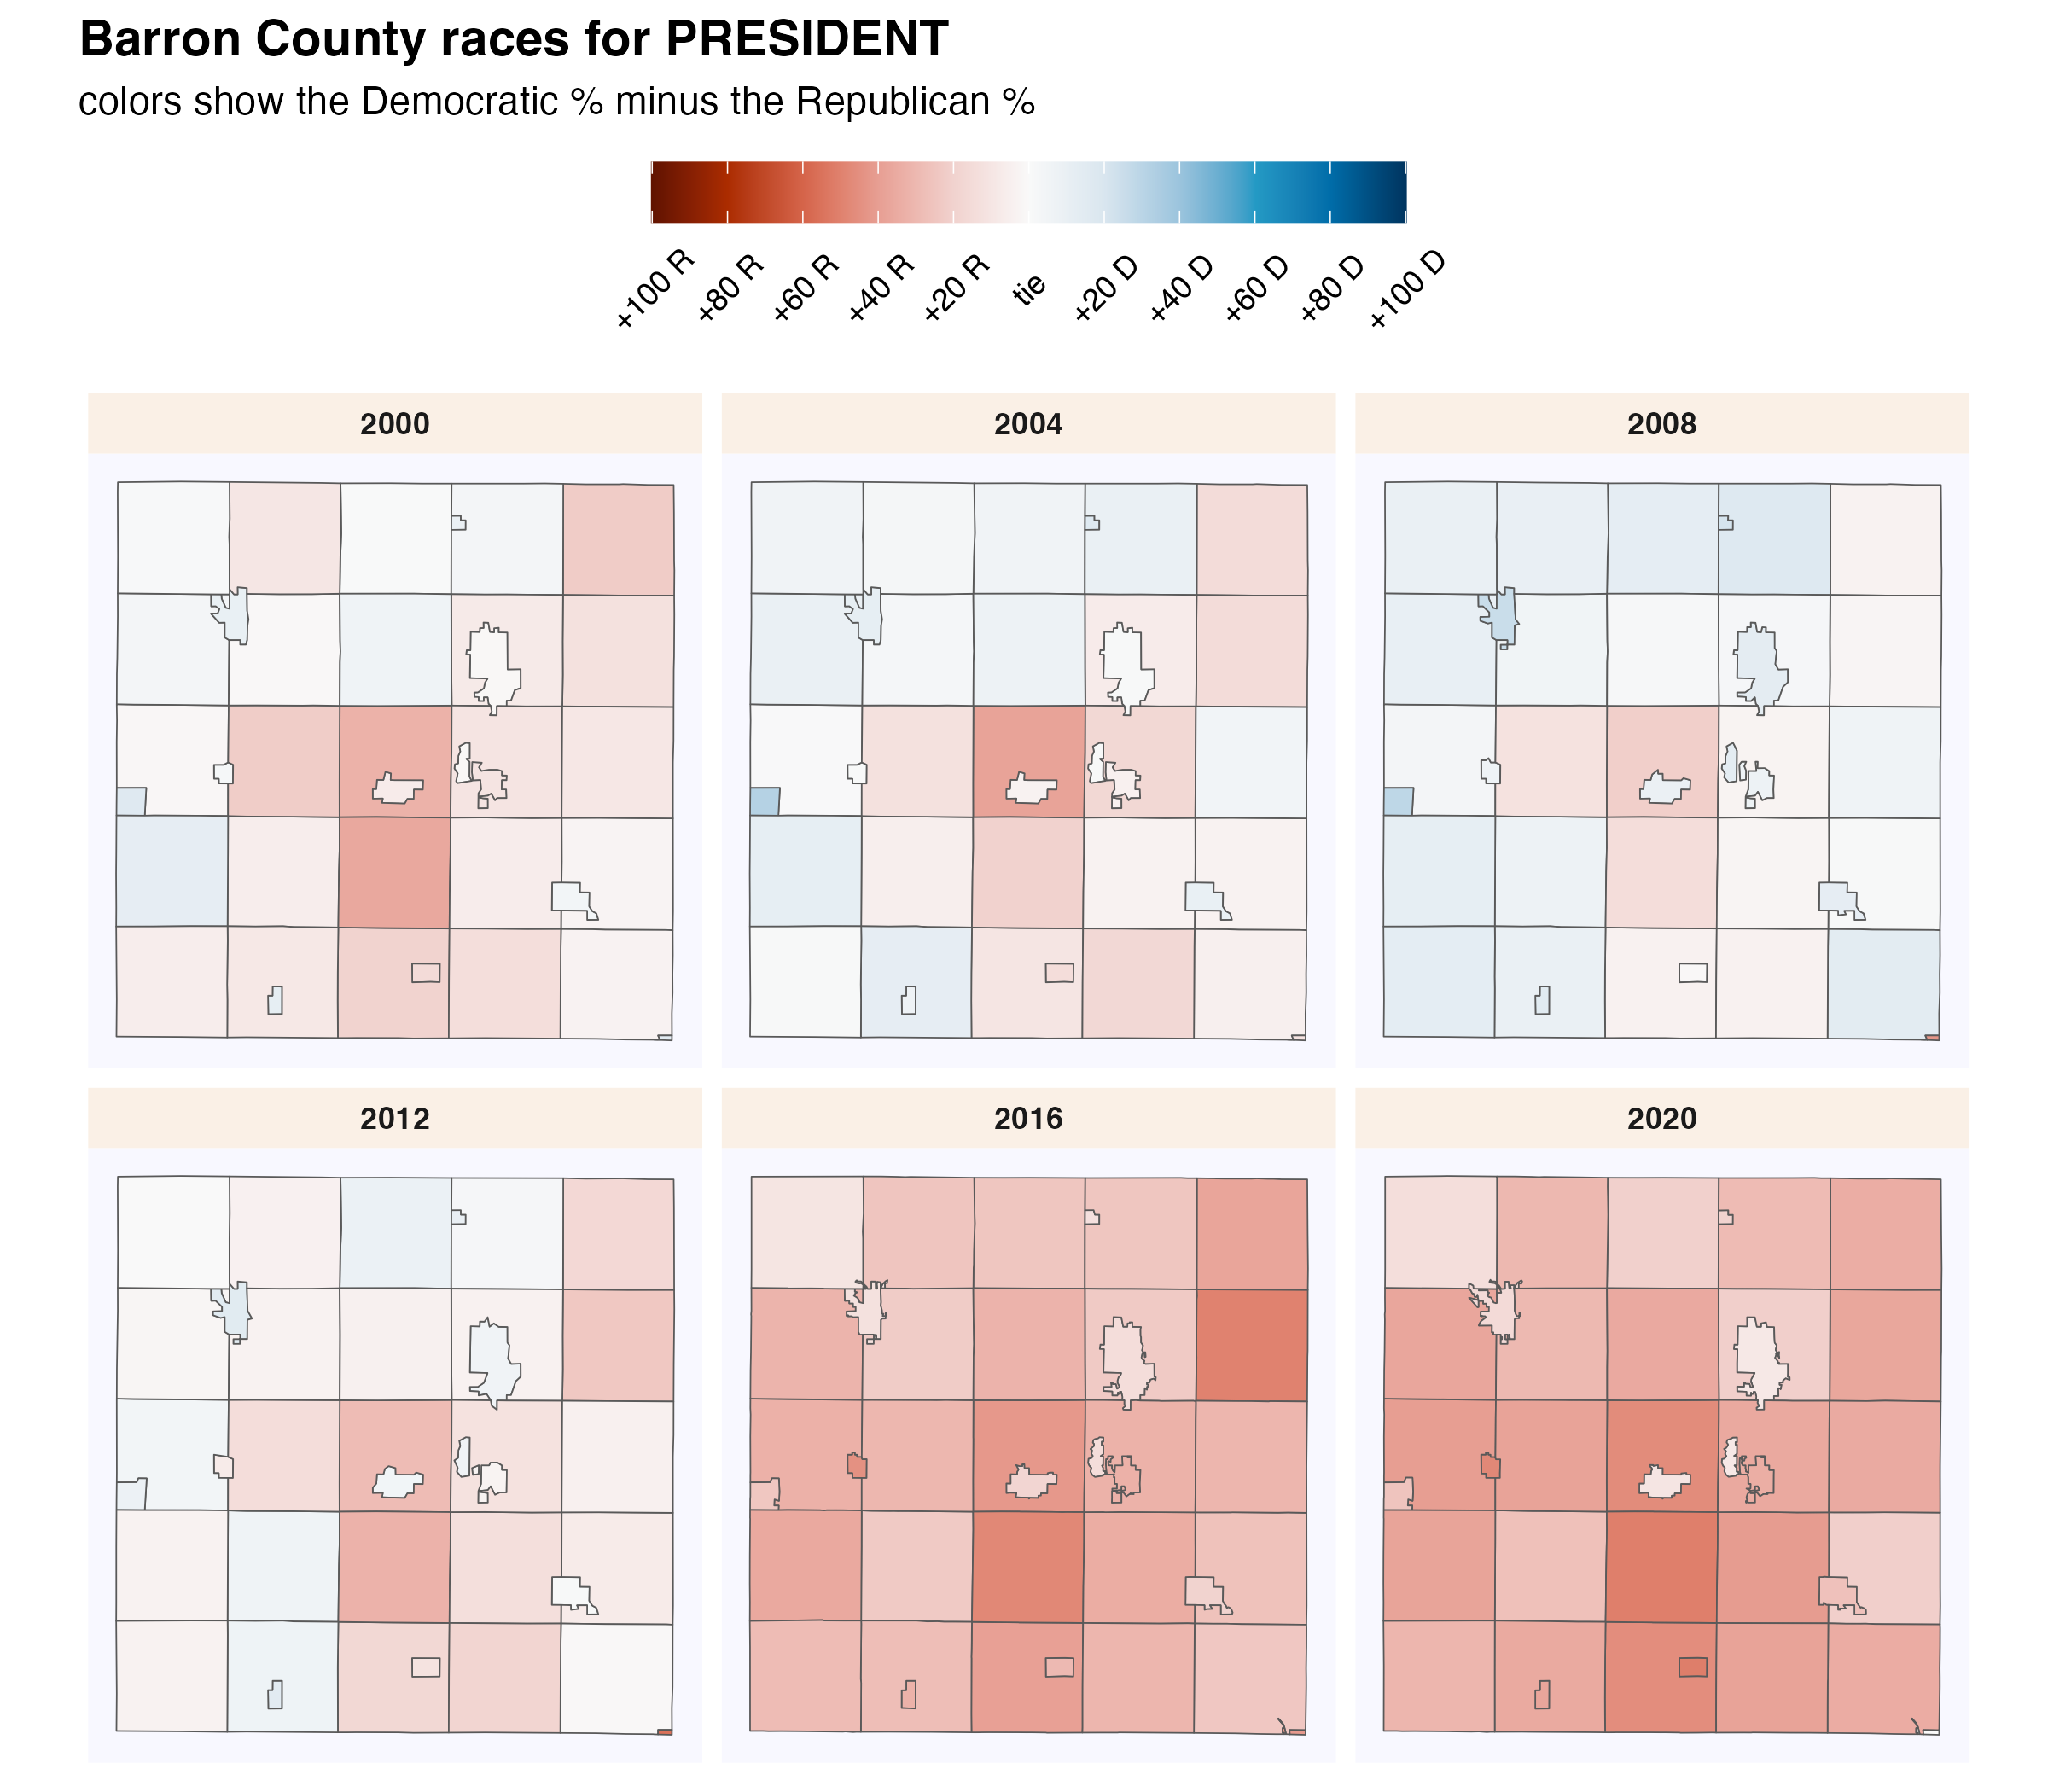 Barron County races for PRESIDENT
colors show the Democratic % minus the Republican %
+100 R
+80 R
+60 R
+40 R
+20 R
tie
+20 D
+40 D
+60 D
+80 D
+100 D
2000
2004
2008
2012
2016
2020